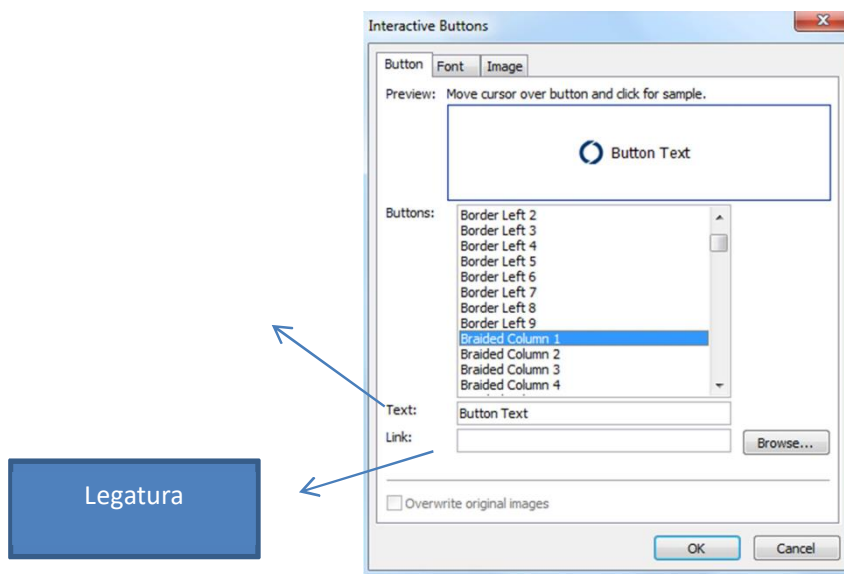 Interactive Buttons
Button Font Image
Preview: Move cursor over button and click for sample.
Button Text
Buttons:
Border Left 2
Border Left 3
Border Left 4
Border Left 5
Border Left 6
Border Left 7
Border Left 8
Border Left 9
Braided Column 1
Braided Column 2
Braided Column 3
Braided Column 4
Text: Button Text
Link:
Browse...
Legatura
Overwrite original images
OK Cancel